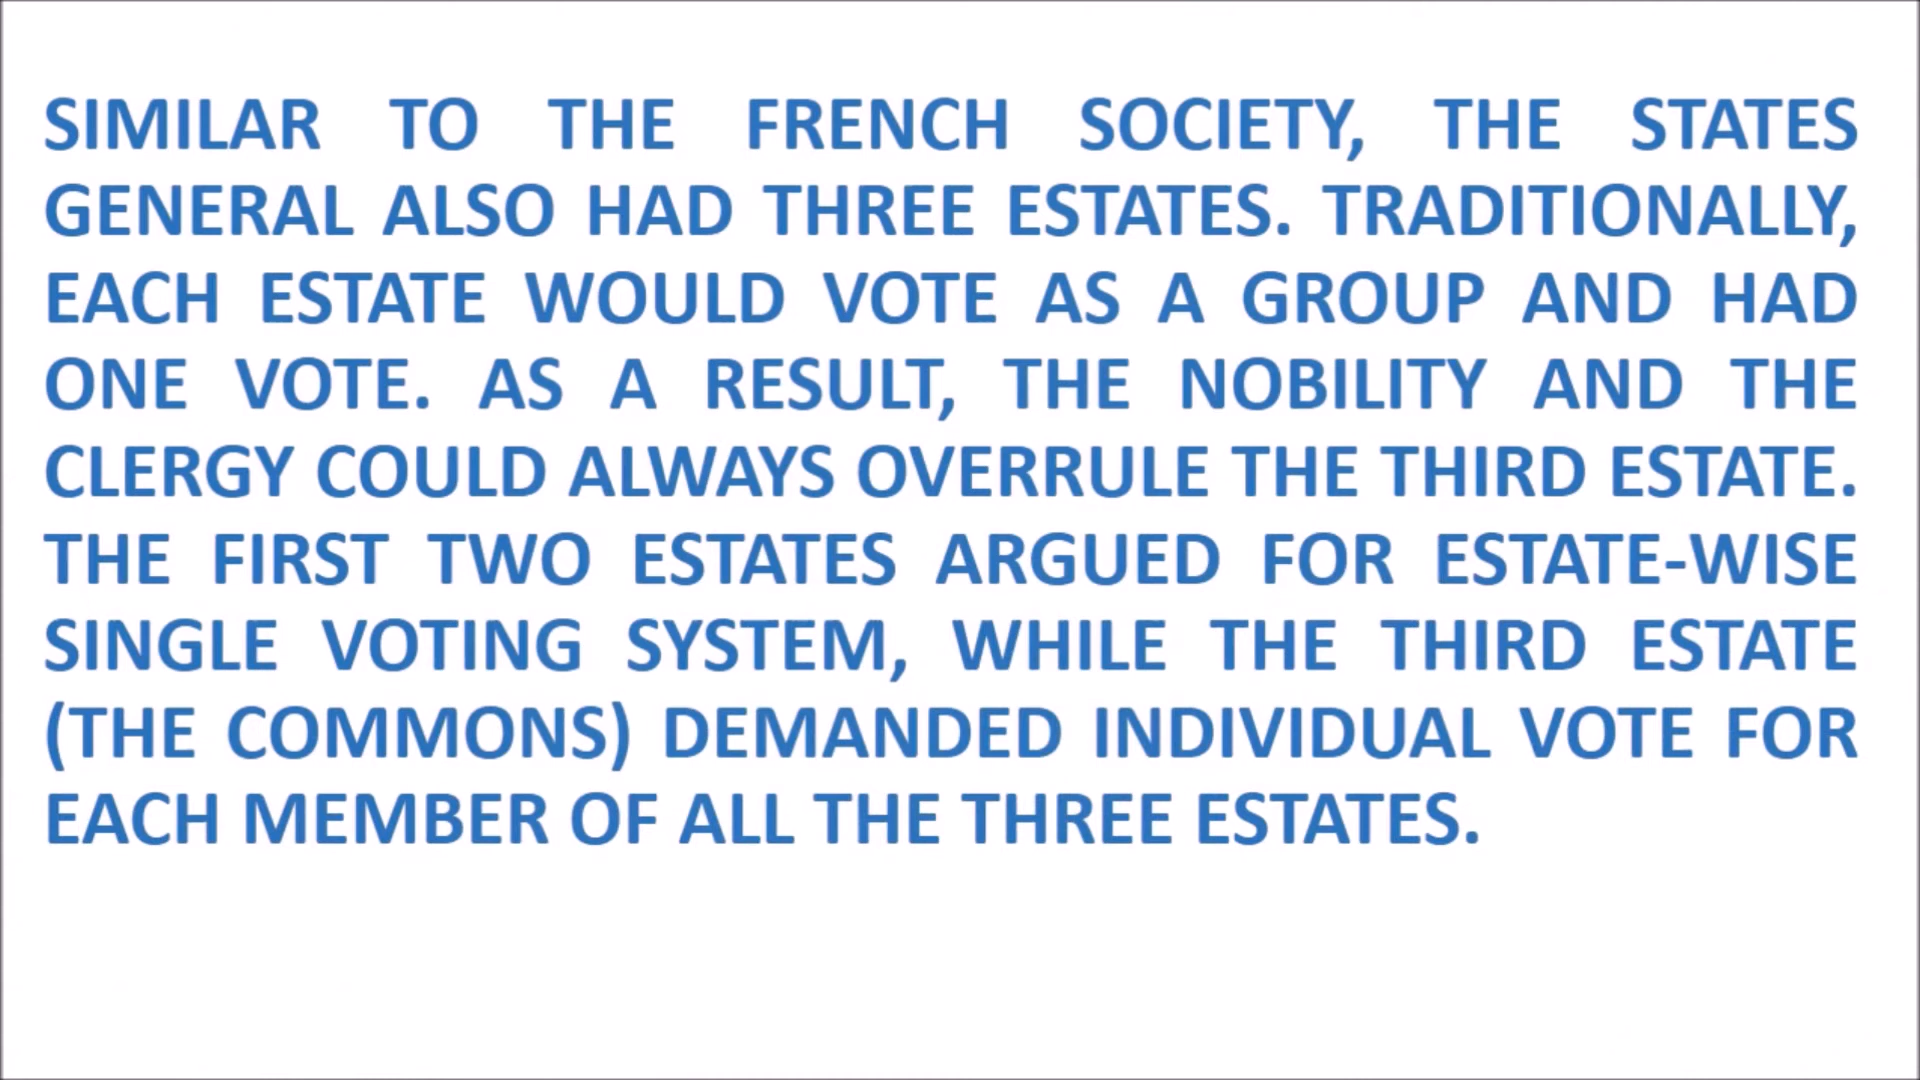 SIMILAR TO THE FRENCH SOCIETY, THE STATES
GENERAL ALSO HAD THREE ESTATES. TRADITIONALLY,
EACH ESTATE WOULD VOTE AS A GROUP AND HAD
ONE VOTE. AS A RESULT, THE NOBILITY AND THE
CLERGY COULD ALWAYS OVERRULE THE THIRD ESTATE.
THE FIRST TWO ESTATES ARGUED FOR ESTATE-WISE
SINGLE VOTING SYSTEM, WHILE THE THIRD ESTATE
(THE COMMONS) DEMANDED INDIVIDUAL VOTE FOR
EACH MEMBER OF ALL THE THREE ESTATES.